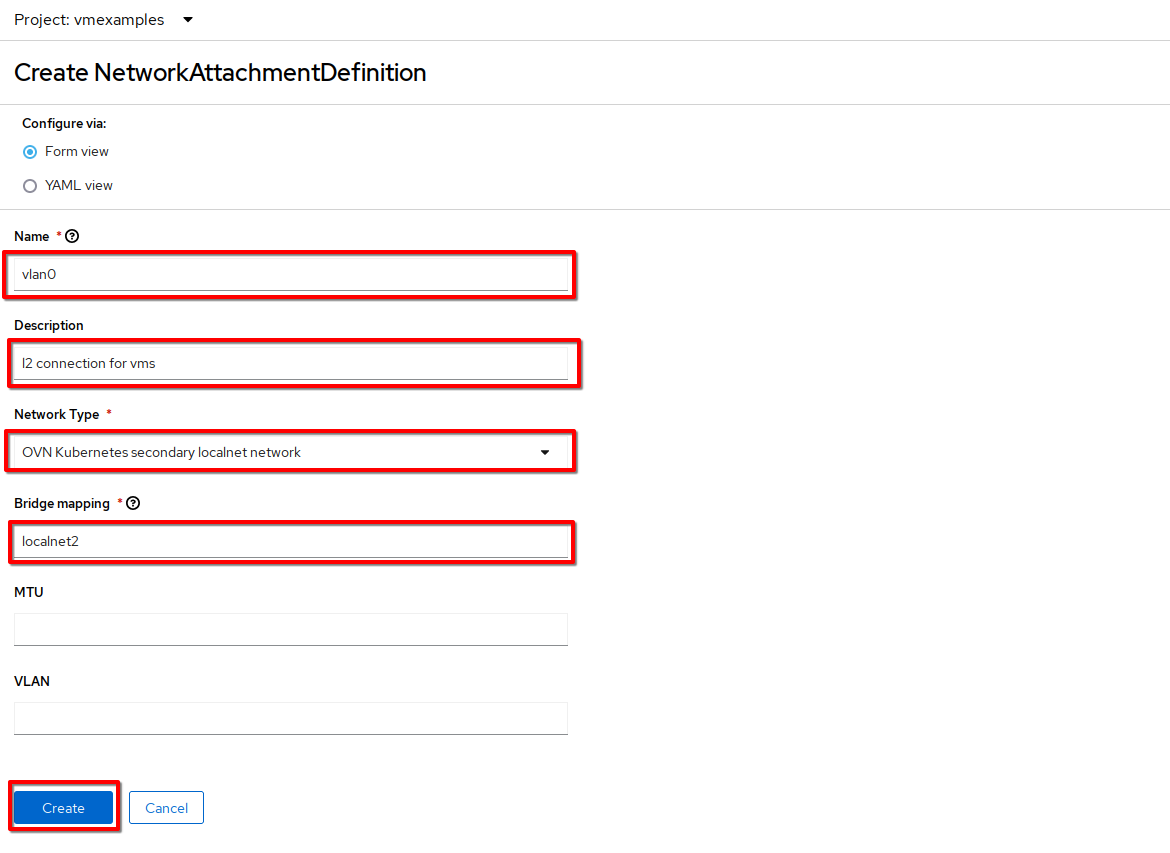 Project: vmexamples
Create NetworkAttachmentDefinition
Configure via:
Form view
YAML view
Name *
vlan0
Description
l2 connection for vms
Network Type *
OVN Kubernetes secondary localnet network
Bridge mapping *
localnet2
MTU
VLAN
Create Cancel